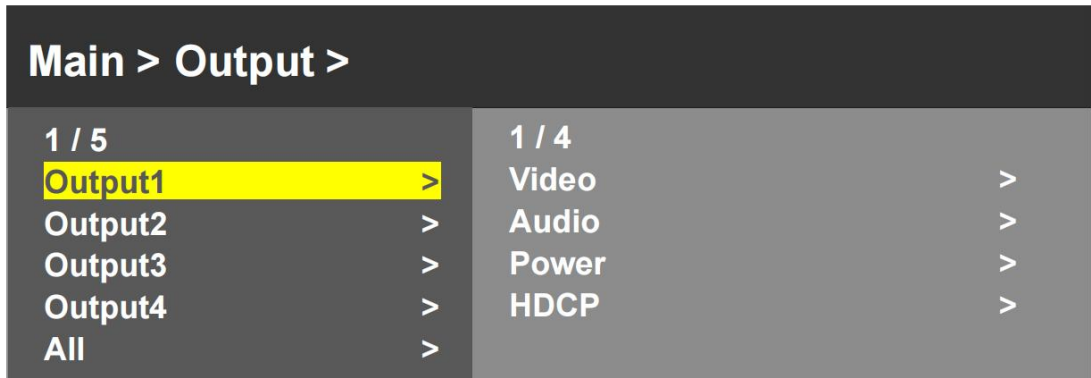 Main > Output >
1 / 5
Output1 >
Output2 >
Output3 >
Output4 >
All >
1 / 4
Video >
Audio >
Power >
HDCP >